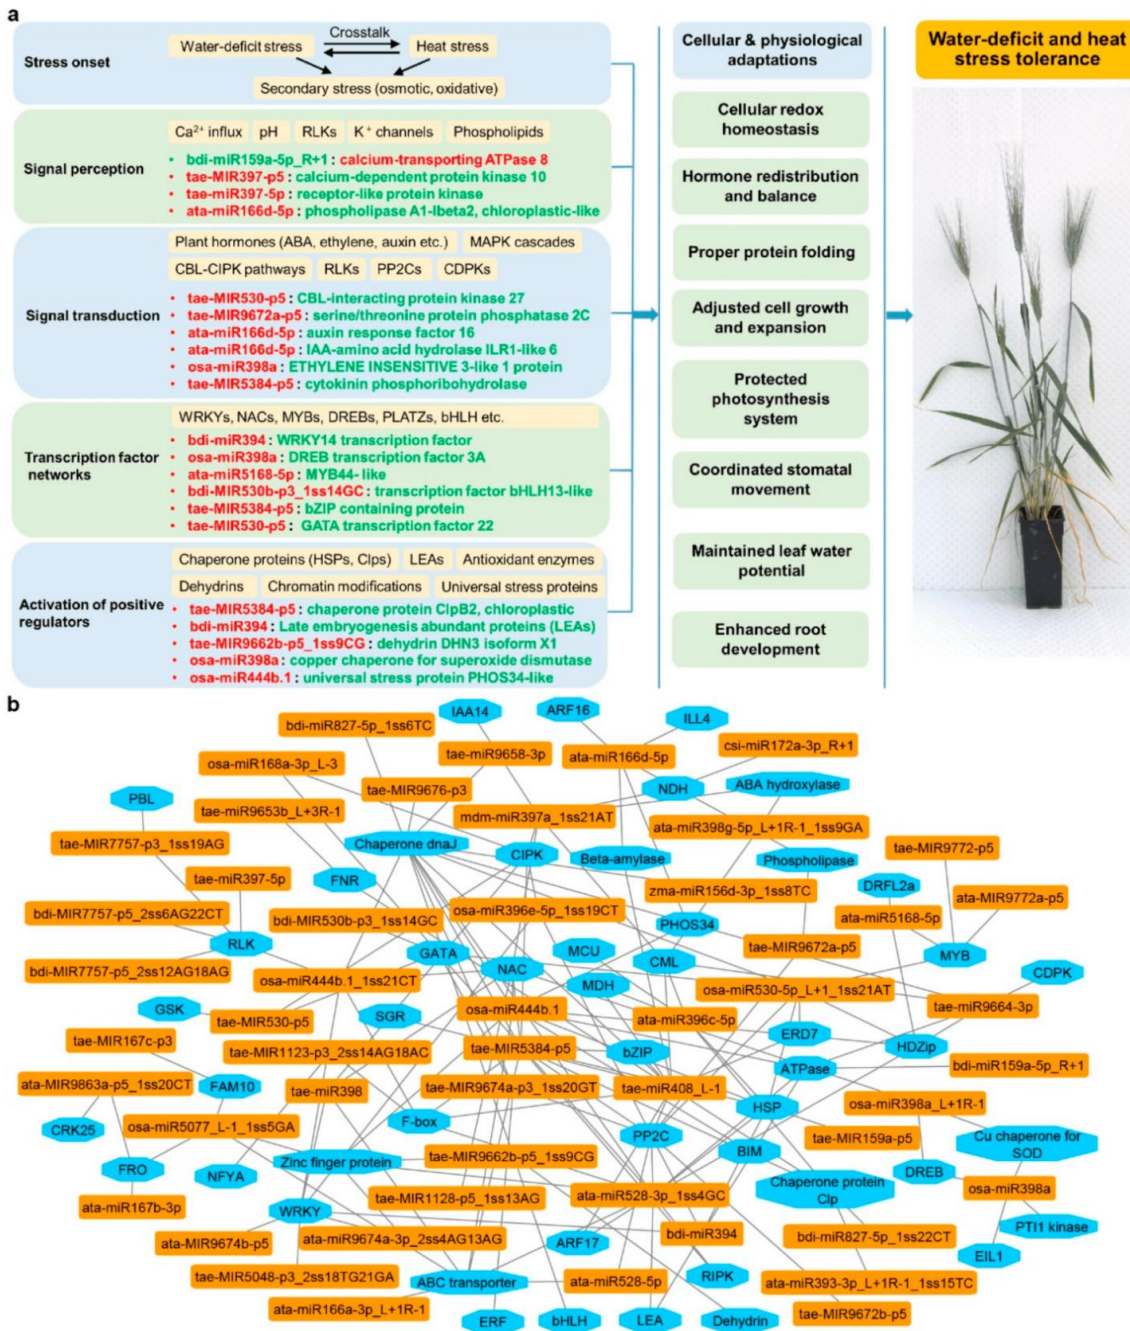 a
Stress onset
Water-deficit stress
Crosstalk
Heat stress
Secondary stress (osmotic, oxidative)
Signal perception
Ca²⁺ influx
pH
RLKs
K⁺ channels
Phospholipids
• bdi-miR159a-5p_R+1 : calcium-transporting ATPase 8
• tae-MIR397-p5 : calcium-dependent protein kinase 10
• tae-miR397-5p : receptor-like protein kinase
• ata-miR166d-5p : phospholipase A1-Ibeta2, chloroplastic-like
Signal transduction
Plant hormones (ABA, ethylene, auxin etc.)
MAPK cascades
CBL-CIPK pathways
RLKs
PP2Cs
CDPKs
• tae-MIR530-p5 : CBL-interacting protein kinase 27
• tae-MIR9672a-p5 : serine/threonine protein phosphatase 2C
• ata-miR166d-5p : auxin response factor 16
• ata-miR166d-5p : IAA-amino acid hydrolase ILR1-like 6
• osa-miR398a : ETHYLENE INSENSITIVE 3-like 1 protein
• tae-MIR5384-p5 : cytokinin phosphoribohydrolase
Transcription factor
networks
WRKYs, NACs, MYBs, DREBs, PLATZs, bHLH etc.
• bdi-miR394 : WRKY14 transcription factor
• osa-miR398a : DREB transcription factor 3A
• ata-miR5168-5p : MYB44- like
• bdi-MIR530b-p3_1ss14GC : transcription factor bHLH13-like
• tae-MIR5384-p5 : bZIP containing protein
• tae-MIR530-p5 : GATA transcription factor 22
Activation of positive
regulators
Chaperone proteins (HSPs, Clps)
LEAs
Antioxidant enzymes
Dehydrins
Chromatin modifications
Universal stress proteins
• tae-MIR5384-p5 : chaperone protein ClpB2, chloroplastic
• bdi-miR394 : Late embryogenesis abundant proteins (LEAs)
• tae-MIR9662b-p5_1ss9CG : dehydrin DHN3 isoform X1
• osa-miR398a : copper chaperone for superoxide dismutase
• osa-miR444b.1 : universal stress protein PHOS34-like
Cellular & physiological
adaptations
Cellular redox
homeostasis
Hormone redistribution
and balance
Proper protein folding
Adjusted cell growth
and expansion
Protected
photosynthesis
system
Coordinated stomatal
movement
Maintained leaf water
potential
Enhanced root
development
Water-deficit and heat
stress tolerance
b
IAA14
ARF16
ILL4
bdi-miR827-5p_1ss6TC
tae-miR9658-3p
ata-miR166d-5p
csi-miR172a-3p_R+1
osa-miR168a-3p_L-3
tae-MIR9676-p3
NDH
ABA hydroxylase
PBL
tae-miR9653b_L+3R-1
mdm-miR397a_1ss21AT
tae-MIR7757-p3_1ss19AG
Chaperone dnaJ
CIPK
Beta-amylase
ata-miR398g-5p_L+1R-1_1ss9GA
tae-MIR9772-p5
Phospholipase
tae-miR397-5p
FNR
zma-miR156d-3p_1ss8TC
DRFL2a
ata-MIR9772a-p5
bdi-MIR7757-p5_2ss6AG22CT
bdi-MIR530b-p3_1ss14GC
osa-miR396e-5p_1ss19CT
PHOS34
ata-miR5168-5p
RLK
GATA
MCU
tae-MIR9672a-p5
MYB
bdi-MIR7757-p5_2ss12AG18AG
osa-miR444b.1_1ss21CT
NAC
MDH
CML
osa-miR530-5p_L+1_1ss21AT
CDPK
GSK
tae-MIR530-p5
SGR
osa-miR444b.1
ata-miR396c-5p
tae-miR9664-3p
tae-MIR167c-p3
tae-MIR1123-p3_2ss14AG18AC
tae-MIR5384-p5
bZIP
ERD7
HDZip
ata-MIR9863a-p5_1ss20CT
FAM10
tae-miR398
tae-MIR9674a-p3_1ss20GT
tae-miR408_L-1
ATPase
bdi-miR159a-5p_R+1
CRK25
osa-miR5077_L-1_1ss5GA
F-box
HSP
osa-miR398a_L+1R-1
PP2C
tae-MIR159a-p5
Cu chaperone for
SOD
FRO
NFYA
Zinc finger protein
tae-MIR9662b-p5_1ss9CG
BIM
DREB
ata-miR167b-3p
WRKY
tae-MIR1128-p5_1ss13AG
ata-miR528-3p_1ss4GC
Chaperone protein
Clp
osa-miR398a
PTI1 kinase
ata-MIR9674b-p5
ata-miR9674a-3p_2ss4AG13AG
ARF17
bdi-miR394
bdi-miR827-5p_1ss22CT
EIL1
tae-MIR5048-p3_2ss18TG21GA
ABC transporter
ata-miR528-5p
RIPK
ata-miR393-3p_L+1R-1_1ss15TC
ata-miR166a-3p_L+1R-1
ERF
bHLH
LEA
Dehydrin
tae-MIR9672b-p5